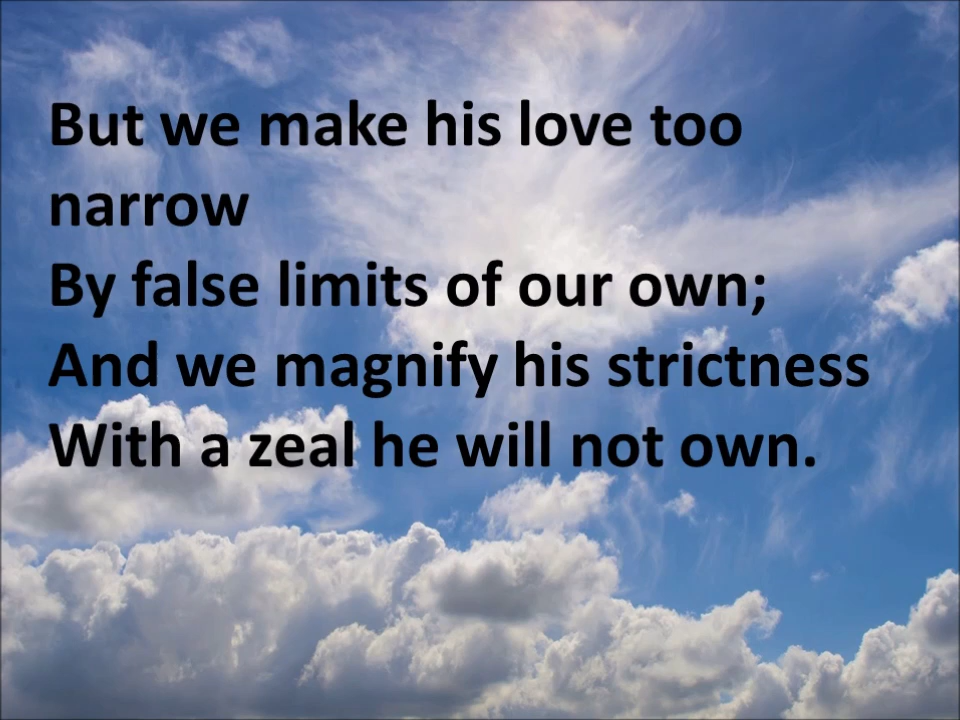 But we make his love too
narrow
By false limits of our own;
And we magnify his strictness
With a zeal he will not own.